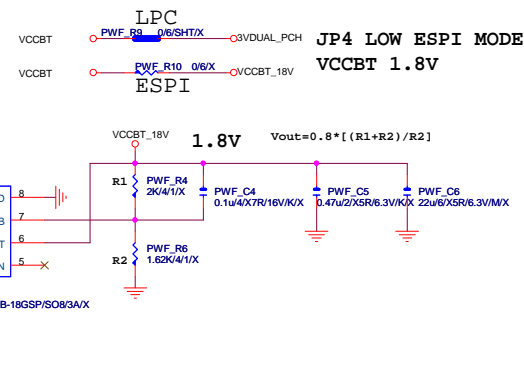 LPC
PWF_R9 0/6/SHT/X
VCCBT 3VDUAL_PCH
JP4 LOW ESPI MODE
VCCBT 1.8V
PWF_R10 0/6/X
VCCBT VCCBT_18V
ESPI
VCCBT_18V
1.8V
Vout=0.8*[(R1+R2)/R2]
R1
PWF_R4
2K/4/1/X
PWF_C4
0.1u/4/X7R/16V/K/X
PWF_C5
0.47u/2/X5R/6.3V/K/X
PWF_C6
22u/6/X5R/6.3V/M/X
8
B 7
T 6
N 5
R2
PWF_R6
1.62K/4/1/X
B-18GSP/SO8/3A/X